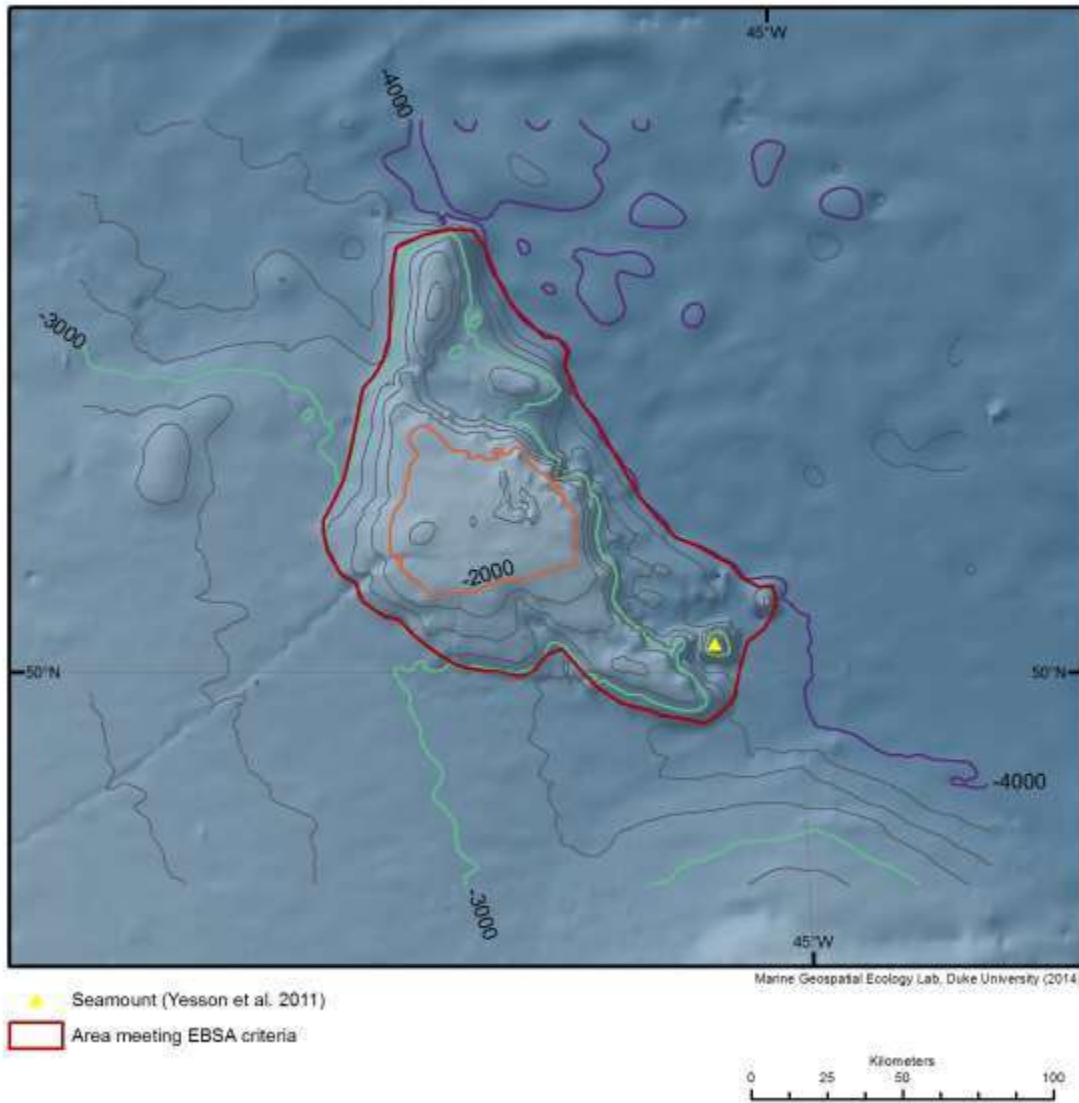 45°W
-4000
-3000
-2000
50°N
50°N
-4000
-3000
45°W
Marine Geospatial Ecology Lab, Duke University (2014)
Seamount (Yesson et al. 2011)
Area meeting EBSA criteria
Kilometers
0 25 50 100